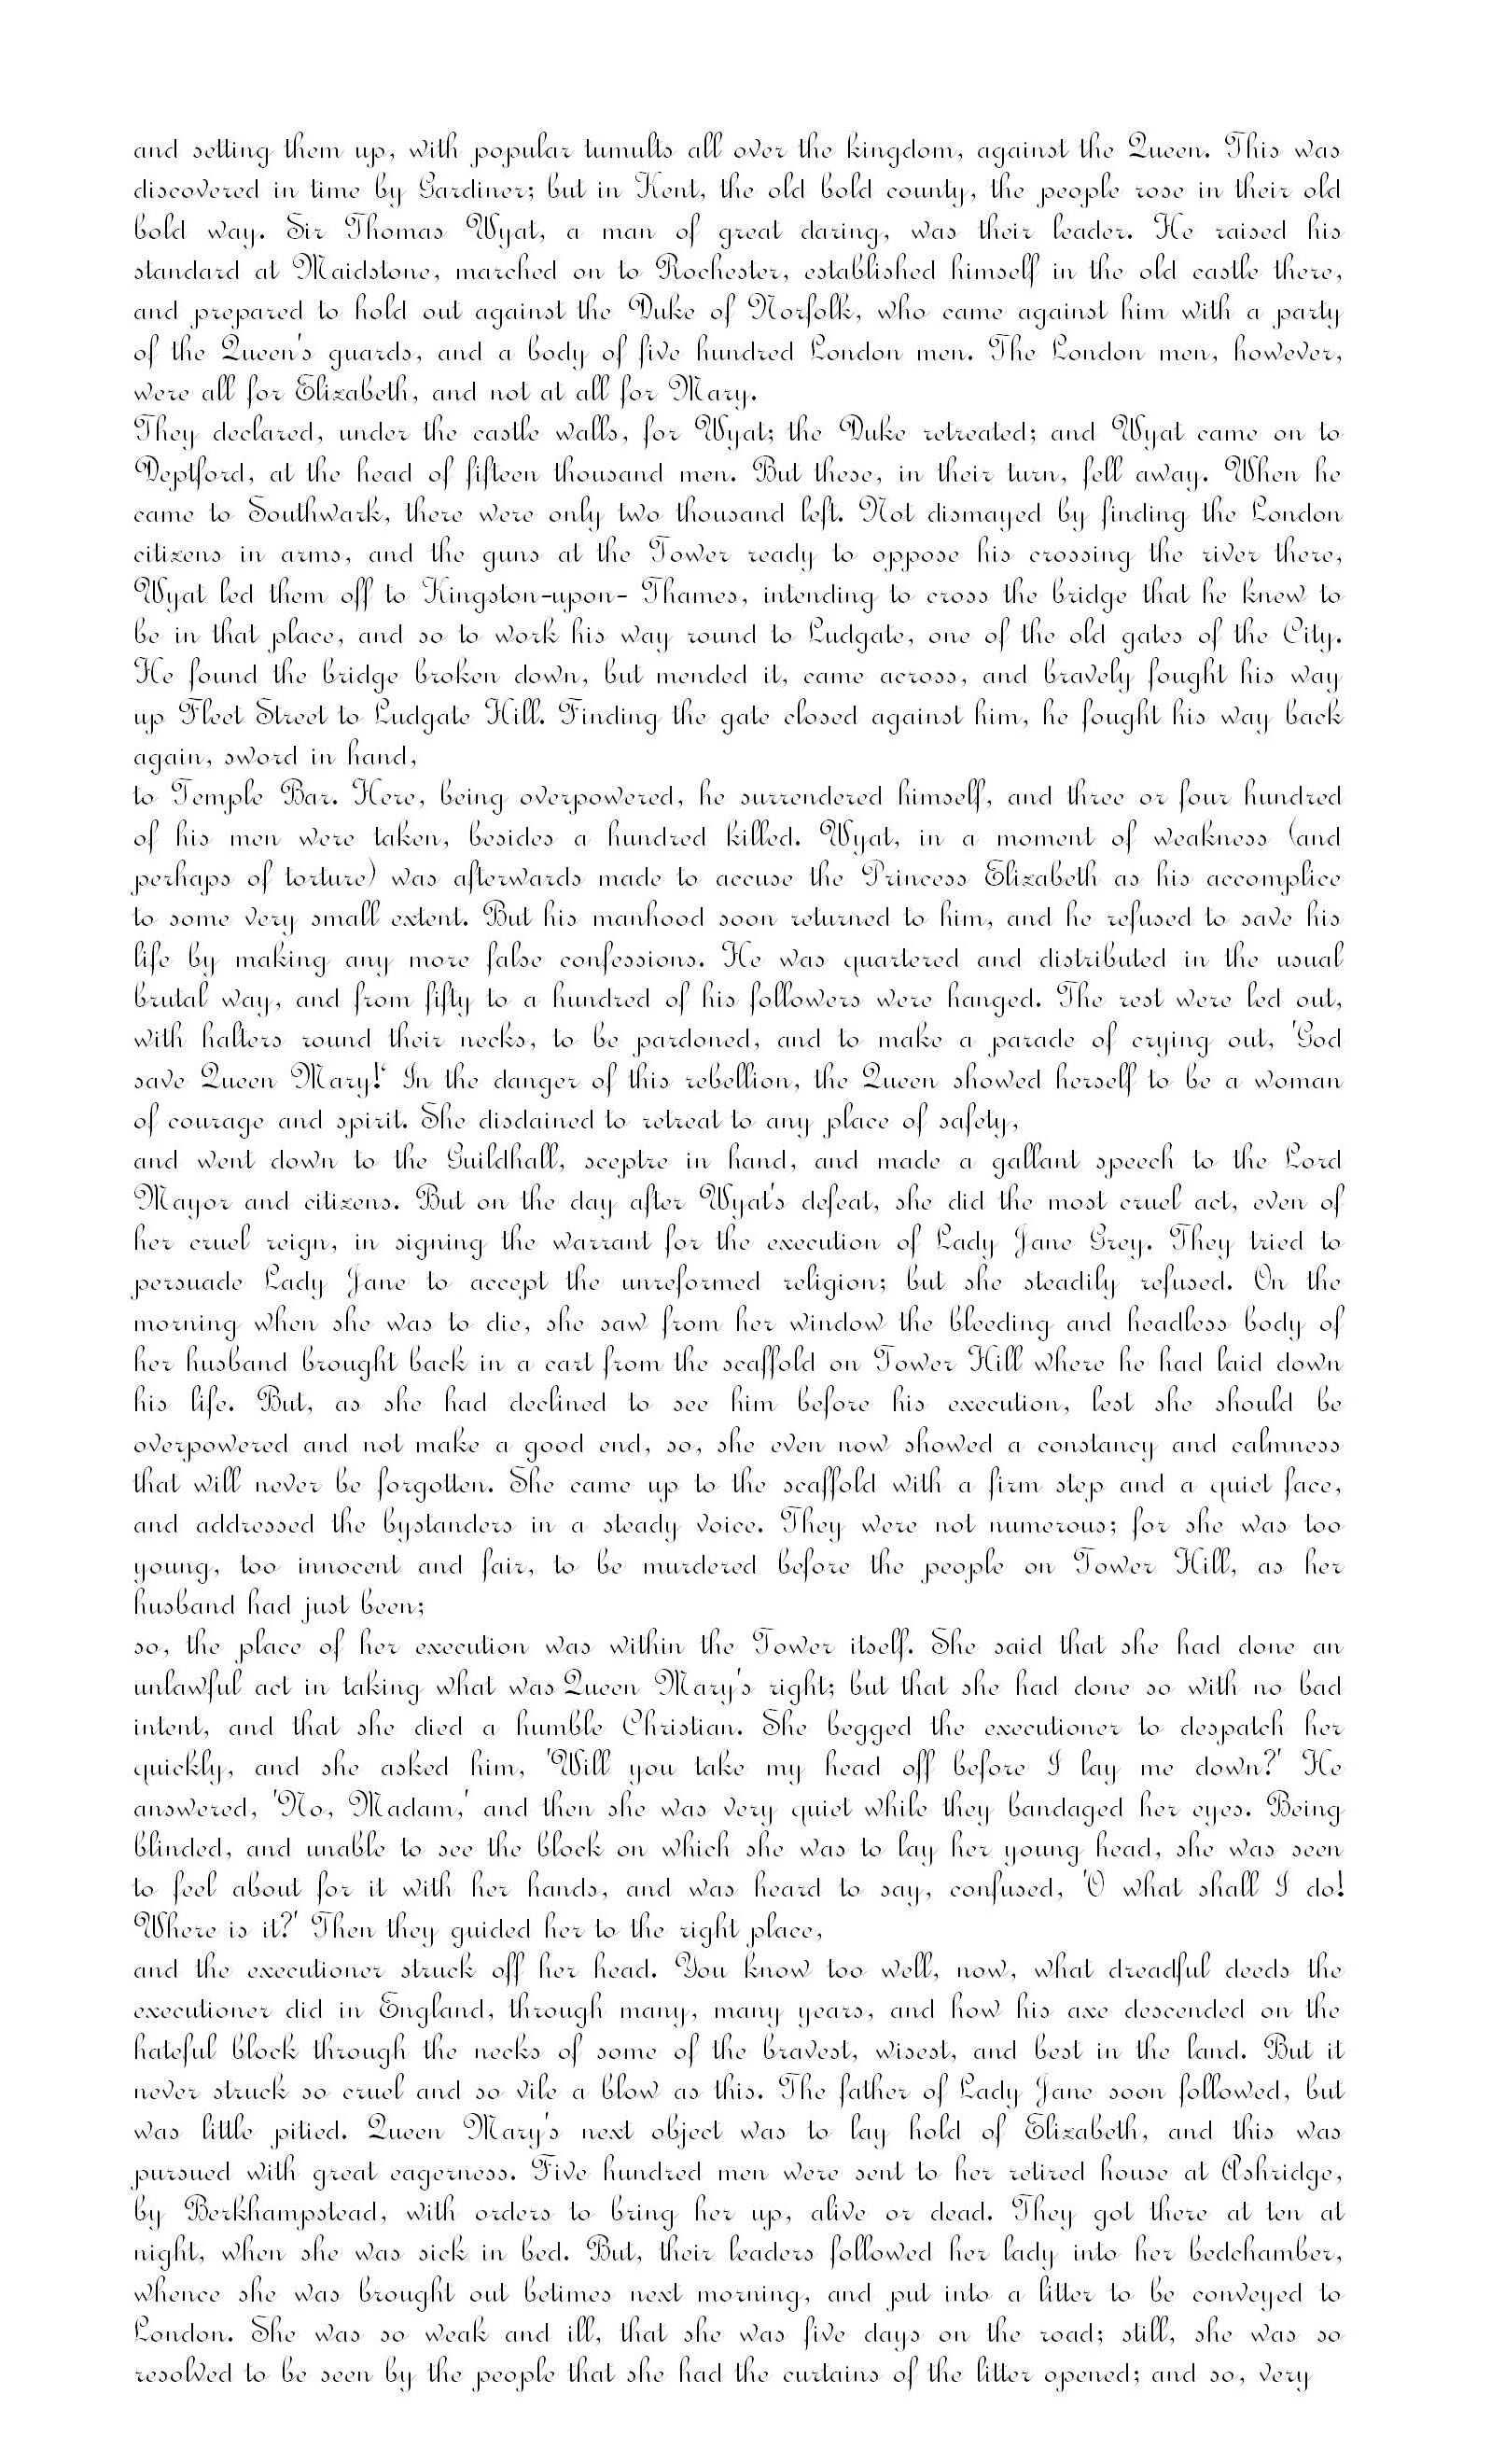 and setting them up, with popular tumults all over the kingdom, against the Queen. This was
discovered in time by Gardiner; but in Kent, the old bold county, the people rose in their old
bold way. Sir Thomas Wyat, a man of great daring, was their leader. He raised his
standard at Maidstone, marched on to Rochester, established himself in the old castle there,
and prepared to hold out against the Duke of Norfolk, who came against him with a party
of the Queen's guards, and a body of five hundred London men. The London men, however,
were all for Elizabeth, and not at all for Mary.
They declared, under the castle walls, for Wyat; the Duke retreated; and Wyat came on to
Deptford, at the head of fifteen thousand men. But these, in their turn, fell away. When he
came to Southwark, there were only two thousand left. Not dismayed by finding the London
citizens in arms, and the guns at the Tower ready to oppose his crossing the river there,
Wyat led them off to Kingston-upon- Thames, intending to cross the bridge that he knew to
be in that place, and so to work his way round to Ludgate, one of the old gates of the City.
He found the bridge broken down, but mended it, came across, and bravely fought his way
up Fleet Street to Ludgate Hill. Finding the gate closed against him, he fought his way back
again, sword in hand,
to Temple Bar. Here, being overpowered, he surrendered himself, and three or four hundred
of his men were taken, besides a hundred killed. Wyat, in a moment of weakness (and
perhaps of torture) was afterwards made to accuse the Princess Elizabeth as his accomplice
to some very small extent. But his manhood soon returned to him, and he refused to save his
life by making any more false confessions. He was quartered and distributed in the usual
brutal way, and from fifty to a hundred of his followers were hanged. The rest were led out,
with halters round their necks, to be pardoned, and to make a parade of crying out, 'God
save Queen Mary!' In the danger of this rebellion, the Queen showed herself to be a woman
of courage and spirit. She disdained to retreat to any place of safety,
and went down to the Guildhall, sceptre in hand, and made a gallant speech to the Lord
Mayor and citizens. But on the day after Wyat's defeat, she did the most cruel act, even of
her cruel reign, in signing the warrant for the execution of Lady Jane Grey. They tried to
persuade Lady Jane to accept the unreformed religion; but she steadily refused. On the
morning when she was to die, she saw from her window the bleeding and headless body of
her husband brought back in a cart from the scaffold on Tower Hill where he had laid down
his life. But, as she had declined to see him before his execution, lest she should be
overpowered and not make a good end, so, she even now showed a constancy and calmness
that will never be forgotten. She came up to the scaffold with a firm step and a quiet face,
and addressed the bystanders in a steady voice. They were not numerous; for she was too
young, too innocent and fair, to be murdered before the people on Tower Hill, as her
husband had just been;
so, the place of her execution was within the Tower itself. She said that she had done an
unlawful act in taking what was Queen Mary's right; but that she had done so with no bad
intent, and that she died a humble Christian. She begged the executioner to despatch her
quickly, and she asked him, 'Will you take my head off before I lay me down?' He
answered, 'No, Madam,' and then she was very quiet while they bandaged her eyes. Being
blinded, and unable to see the block on which she was to lay her young head, she was seen
to feel about for it with her hands, and was heard to say, confused, 'O what shall I do!
Where is it?' Then they guided her to the right place,
and the executioner struck off her head. You know too well, now, what dreadful deeds the
executioner did in England, through many, many years, and how his axe descended on the
hateful block through the necks of some of the bravest, wisest, and best in the land. But it
never struck so cruel and so vile a blow as this. The father of Lady Jane soon followed, but
was little pitied. Queen Mary's next object was to lay hold of Elizabeth, and this was
pursued with great eagerness. Five hundred men were sent to her retired house at Ashridge,
by Berkhampstead, with orders to bring her up, alive or dead. They got there at ten at
night, when she was sick in bed. But, their leaders followed her lady into her bedchamber,
whence she was brought out betimes next morning, and put into a litter to be conveyed to
London. She was so weak and ill, that she was five days on the road; still, she was so
resolved to be seen by the people that she had the curtains of the litter opened; and so, very